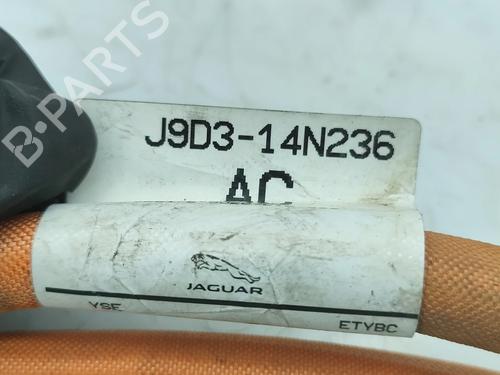 B-PARTS
J9D3-14N236
AC
JAGUAR
YSE
ETYBC